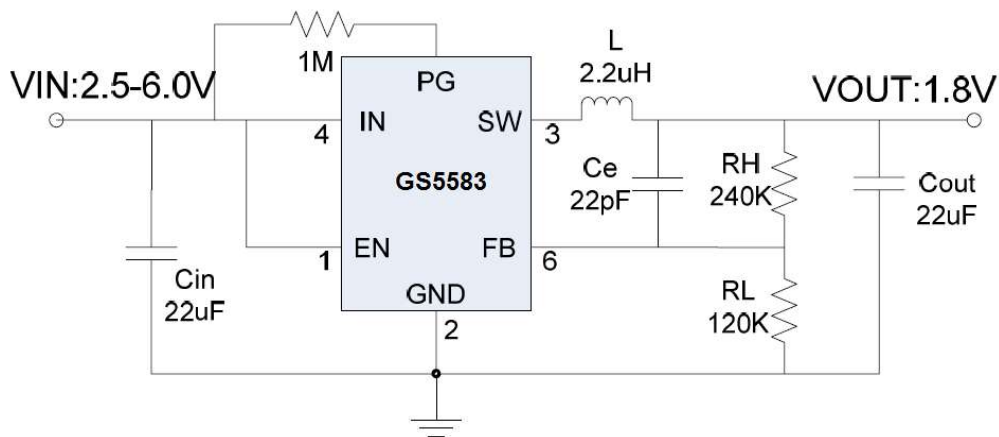 1M
L
2.2uH
VIN:2.5-6.0V
PG
VOUT:1.8V
4
IN
SW
3
GS5583
Ce
22pF
RH
240K
Cout
22uF
1
EN
FB
6
Cin
22uF
GND
2
RL
120K